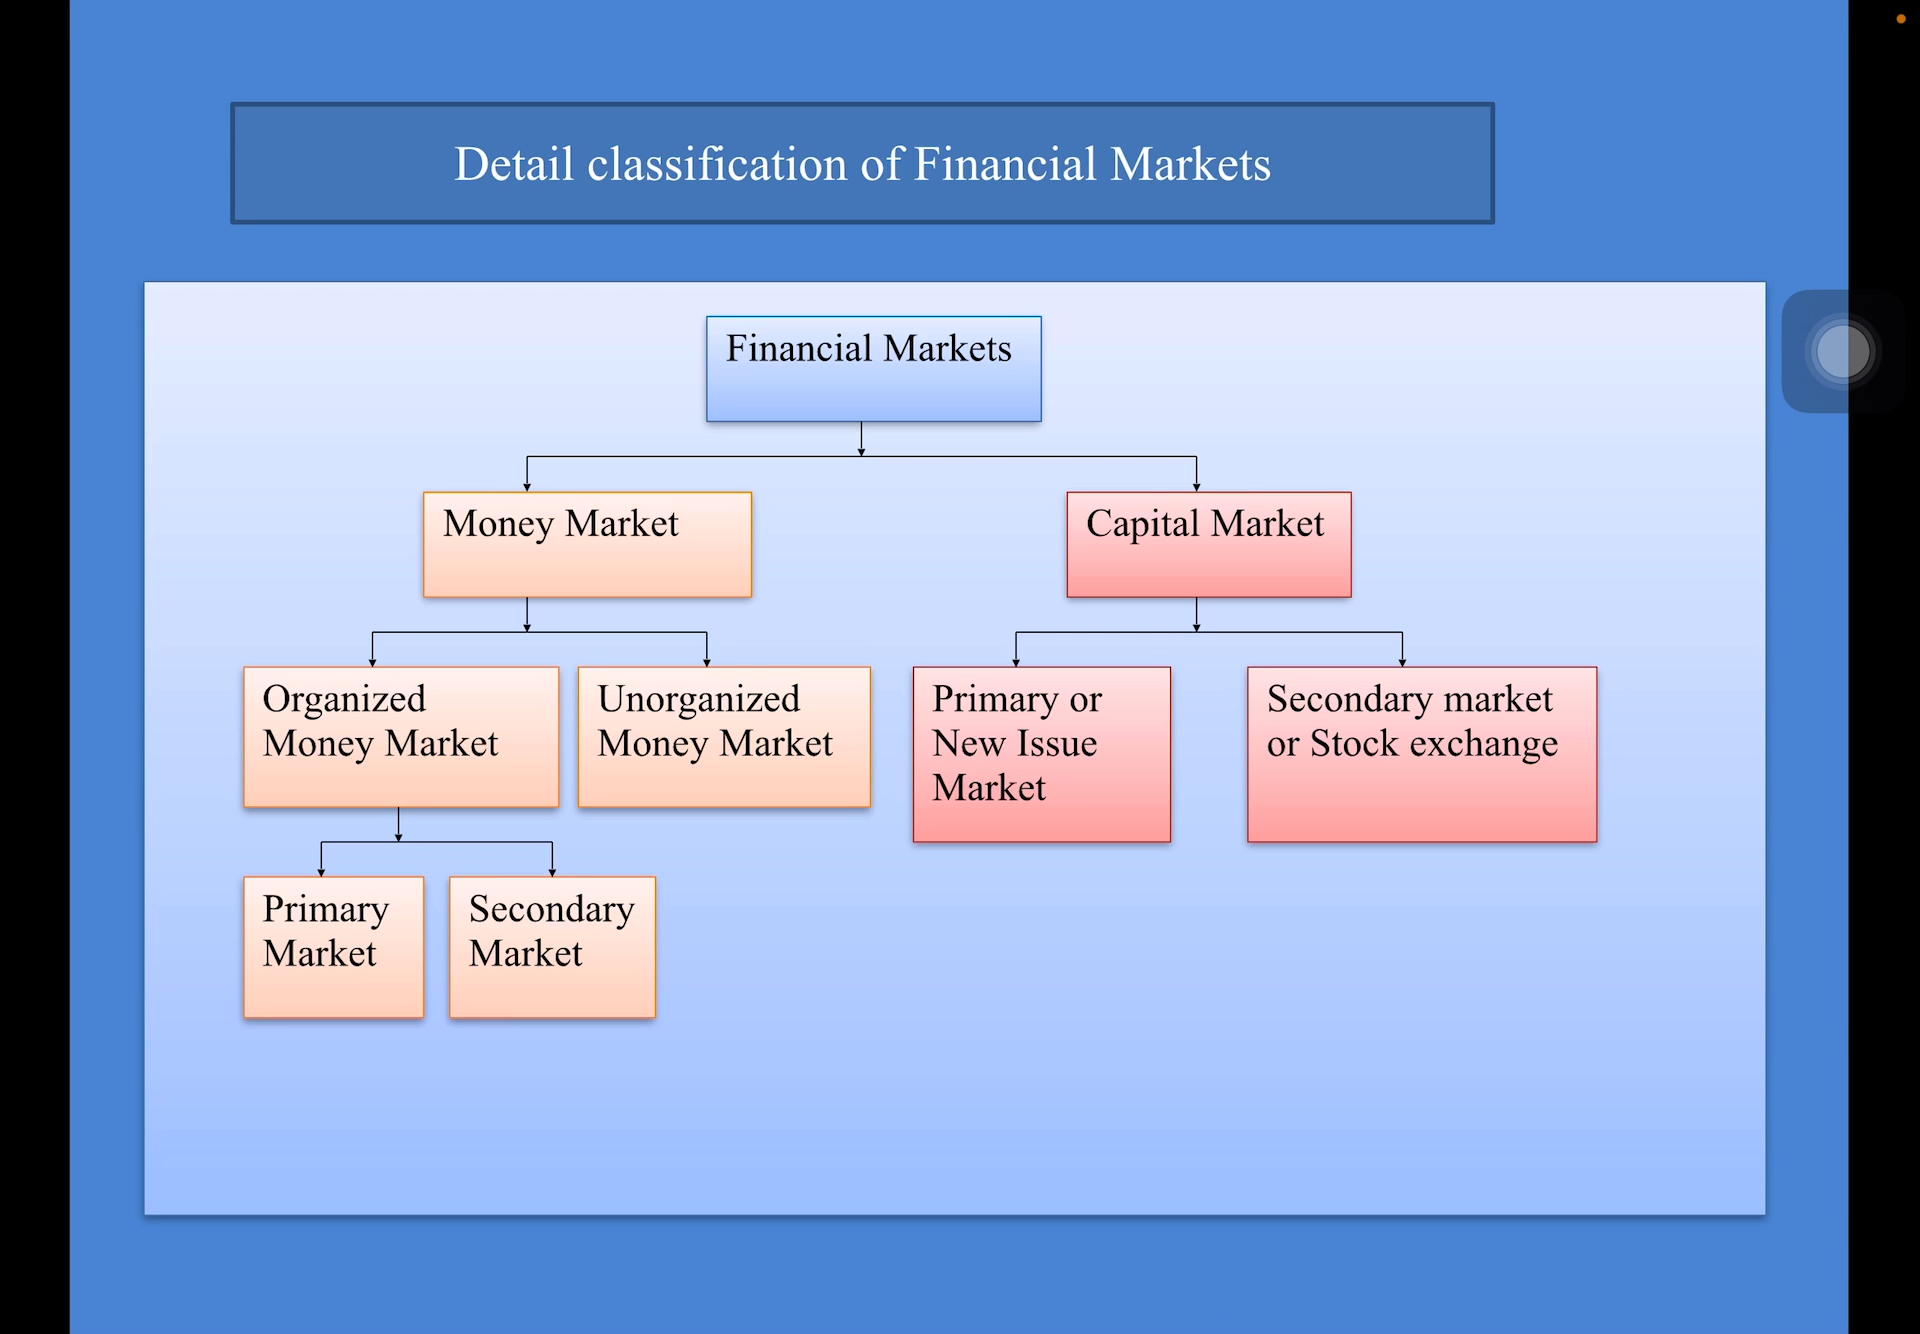 Detail classification of Financial Markets
Financial Markets
Money Market
Capital Market
Organized
Money Market
Unorganized
Money Market
Primary or
New Issue
Market
Secondary market
or Stock exchange
Primary
Market
Secondary
Market